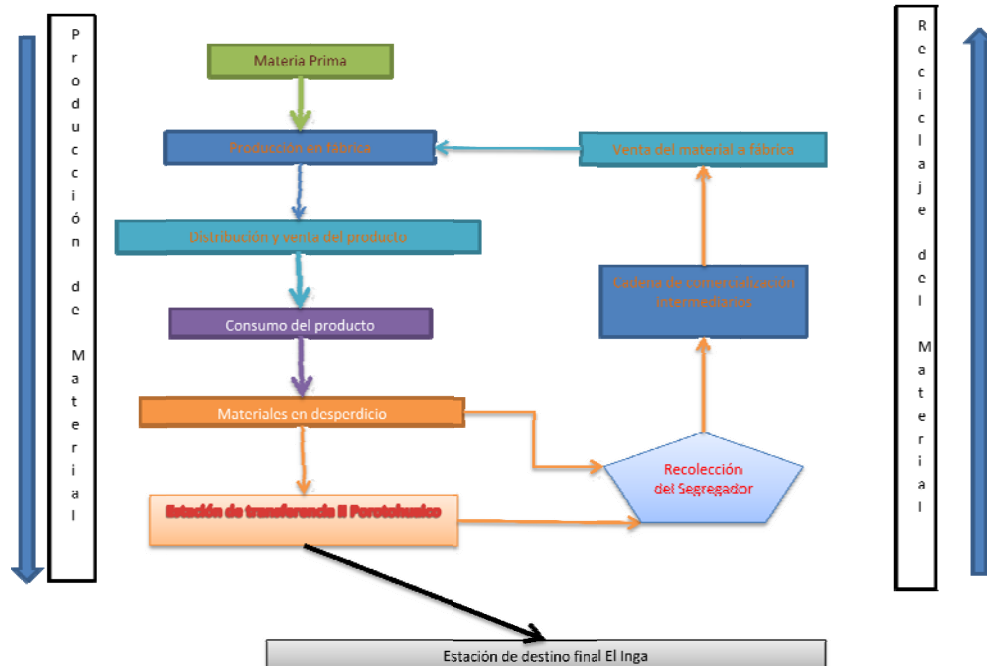 Producción de Material
Reciclaje del Material
Materia Prima
Producción en fábrica
Venta del material a fábrica
Distribución y venta del producto
Cadena de comercialización
intermediarios
Consumo del producto
Materiales en desperdicio
Recolección
del Segregador
Estación de transferencia II Porotohuaico
Estación de destino final El Inga